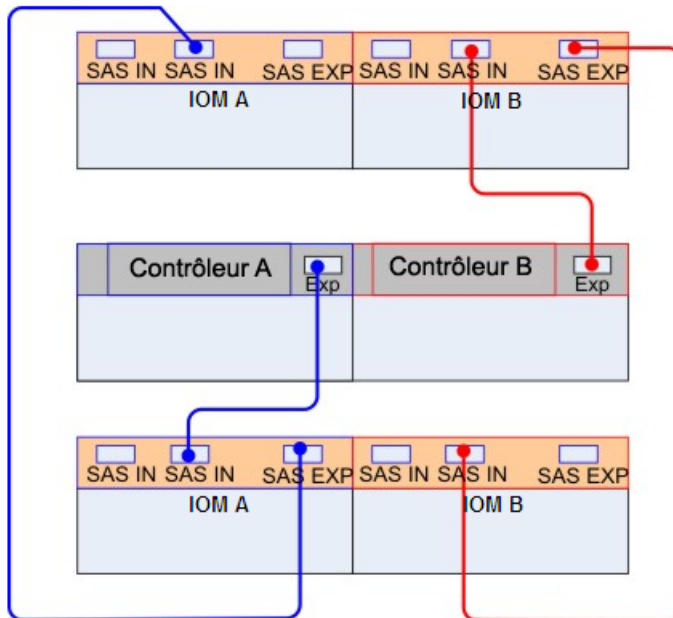 SAS IN SAS IN SAS EXP SAS IN SAS IN SAS EXP
IOM A IOM B
Contrôleur A Contrôleur B
Exp Exp
SAS IN SAS IN SAS EXP SAS IN SAS IN SAS EXP
IOM A IOM B